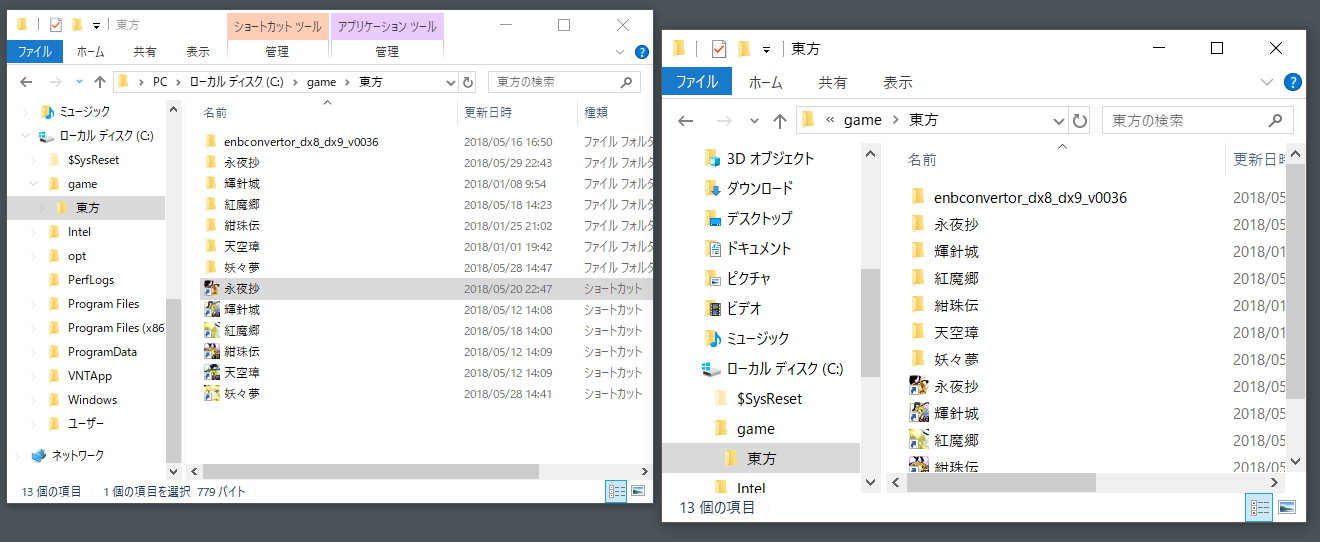 東方
ショートカット ツール
アプリケーション ツール
ファイル ホーム 共有 表示 管理 管理
PC › ローカル ディスク (C:) › game › 東方
東方の検索
ミュージック
ローカル ディスク (C:)
$SysReset
game
東方
Intel
opt
PerfLogs
Program Files
Program Files (x86
ProgramData
VNTApp
Windows
ユーザー
ネットワーク
名前 更新日時 種類
enbconvertor_dx8_dx9_v0036 2018/05/16 16:50 ファイル フォルダ
永夜抄 2018/05/29 22:43 ファイル フォルダ
輝針城 2018/01/08 9:54 ファイル フォルダ
紅魔郷 2018/05/18 14:23 ファイル フォルダ
紺珠伝 2018/01/25 21:02 ファイル フォルダ
天空璋 2018/01/01 19:42 ファイル フォルダ
妖々夢 2018/05/28 14:47 ファイル フォルダ
永夜抄 2018/05/20 22:47 ショートカット
輝針城 2018/05/12 14:08 ショートカット
紅魔郷 2018/05/18 14:00 ショートカット
紺珠伝 2018/05/12 14:09 ショートカット
天空璋 2018/05/12 14:09 ショートカット
妖々夢 2018/05/28 14:41 ショートカット
13 個の項目 1 個の項目を選択 779 バイト
東方
ファイル ホーム 共有 表示
« game › 東方
東方の検索
3D オブジェクト
ダウンロード
デスクトップ
ドキュメント
ピクチャ
ビデオ
ミュージック
ローカル ディスク (C:)
$SysReset
game
東方
Intel
名前 更新日時
enbconvertor_dx8_dx9_v0036 2018/05
永夜抄 2018/05
輝針城 2018/01
紅魔郷 2018/05
紺珠伝 2018/01
天空璋 2018/01
妖々夢 2018/05
永夜抄 2018/05
輝針城 2018/05
紅魔郷 2018/05
紺珠伝 2018/05
13 個の項目